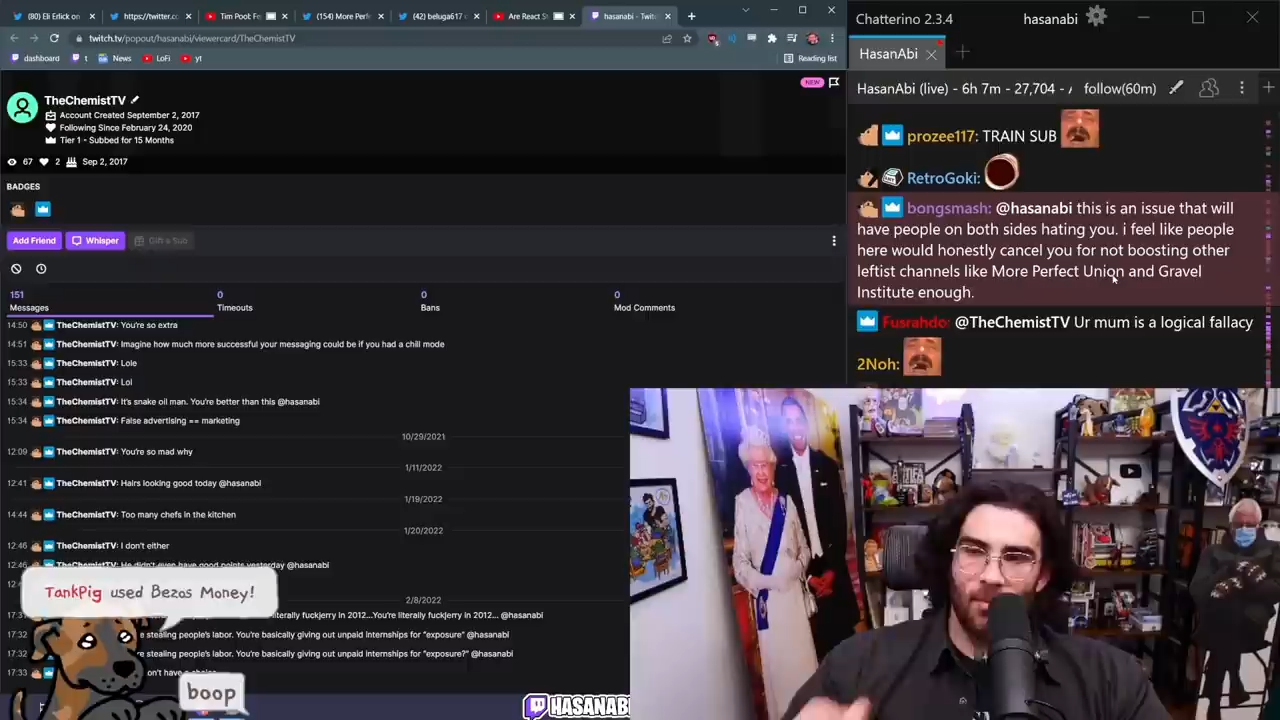 (80) Eli Erlick on
https://twitter.co
Tim Pool: F
(154) More Perfe
(42) beluga617 o
Are React S
hasanabi - Twitc
twitch.tv/popout/hasanabi/viewercard/TheChemistTV
dashboard
t
News
LoFi
yt
Reading list
NEW
TheChemistTV
Account Created September 2, 2017
Following Since February 24, 2020
Tier 1 - Subbed for 15 Months
67 2 Sep 2, 2017
BADGES
Add Friend
Whisper
Gift a Sub
151 0 0 0
Messages Timeouts Bans Mod Comments
14:50 TheChemistTV: You're so extra
14:51 TheChemistTV: Imagine how much more successful your messaging could be if you had a chill mode
15:33 TheChemistTV: Lole
15:33 TheChemistTV: Lol
15:34 TheChemistTV: It's snake oil man. You're better than this @hasanabi
15:34 TheChemistTV: False advertising == marketing
10/29/2021
12:09 TheChemistTV: You're so mad why
1/11/2022
12:41 TheChemistTV: Hairs looking good today @hasanabi
1/19/2022
14:44 TheChemistTV: Too many chefs in the kitchen
1/20/2022
12:46 TheChemistTV: I don't either
12:46 TheChemistTV: He didn't even have good points yesterday @hasanabi
2/8/2022
literally fuckjerry in 2012...You're literally fuckjerry in 2012... @hasanabi
17:32 stealing people's labor. You're basically giving out unpaid internships for "exposure" @hasanabi
17:32 stealing people's labor. You're basically giving out unpaid internships for "exposure?" @hasanabi
17:33
TankPig used Bezos Money!
boop
HASANABI
Chatterino 2.3.4
hasanabi
HasanAbi
HasanAbi (live) - 6h 7m - 27,704 - follow(60m)
prozee117: TRAIN SUB
RetroGoki:
bongsmash: @hasanabi this is an issue that will
have people on both sides hating you. i feel like people
here would honestly cancel you for not boosting other
leftist channels like More Perfect Union and Gravel
Institute enough.
Fusrahdo: @TheChemistTV Ur mum is a logical fallacy
2Noh: